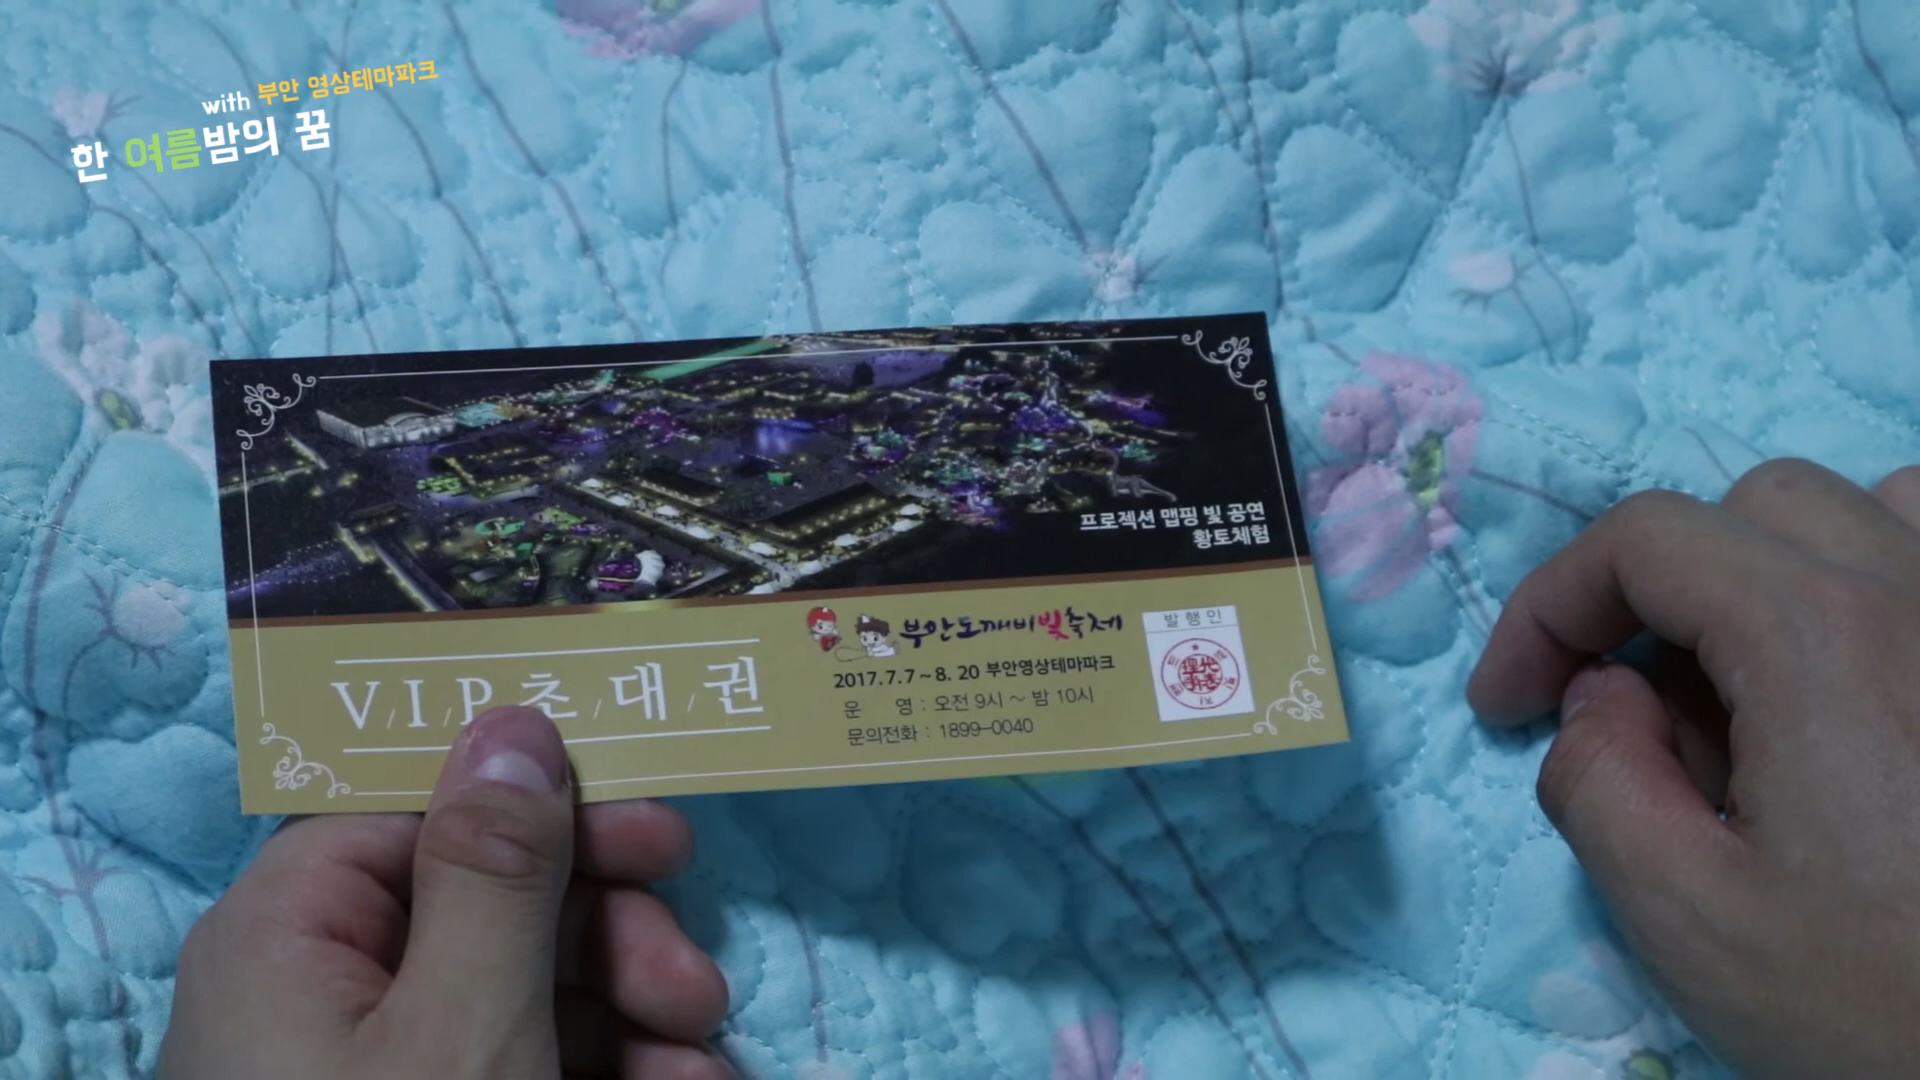 with 부안 영상테마파크
한 여름밤의 꿈
프로젝션 맵핑 빛 공연
황토체험
VIP초대권
부안도깨비빛축제
2017.7.7~8. 20 부안영상테마파크
운 영 : 오전 9시 ~ 밤 10시
문의전화 : 1899-0040
발 행 인